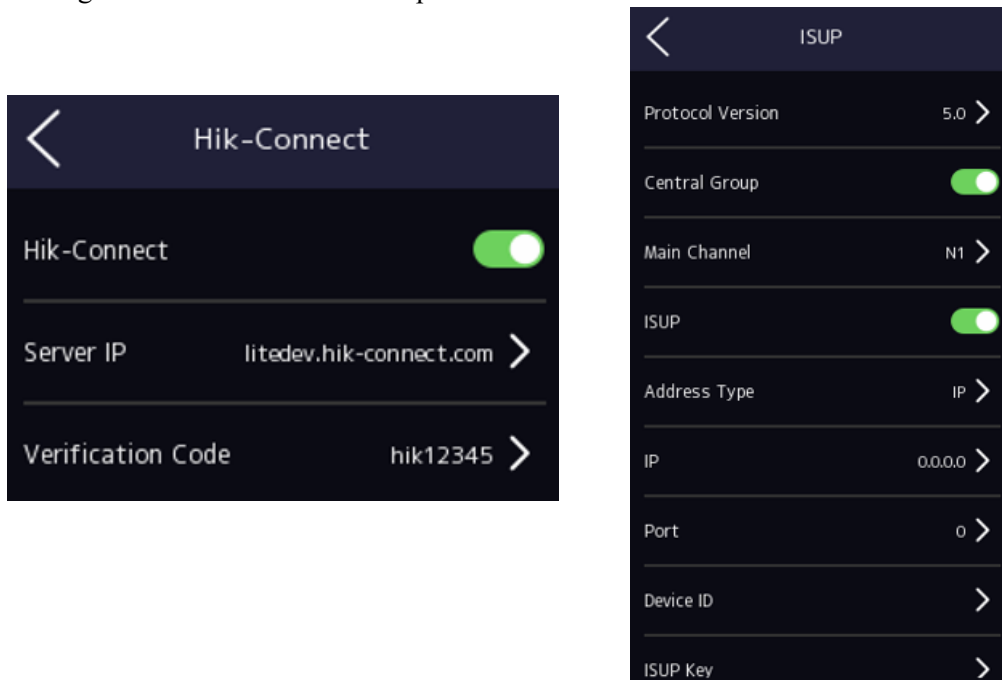 Hik-Connect
Hik-Connect
Server IP litedev.hik-connect.com
Verification Code hik12345
ISUP
Protocol Version 5.0
Central Group
Main Channel N1
ISUP
Address Type IP
IP 0.0.0.0
Port 0
Device ID
ISUP Key